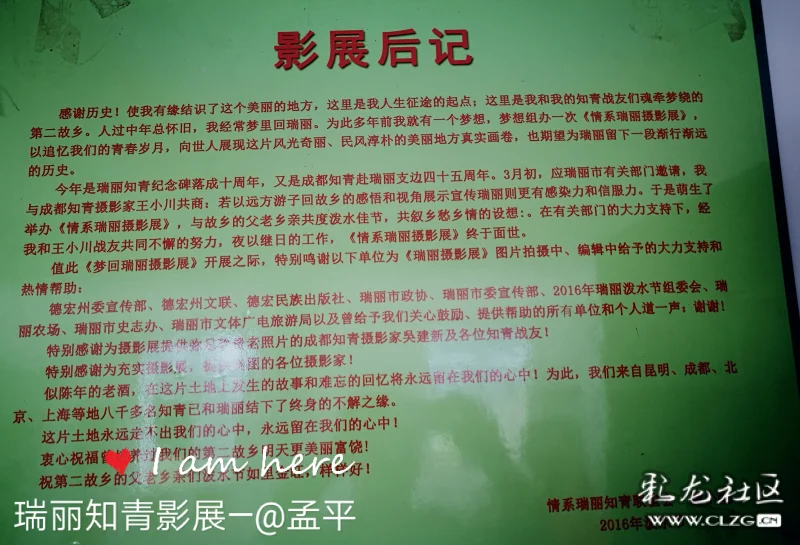 影展后记
感谢历史！使我有缘结识了这个美丽的地方，这里是我人生征途的起点；这里是我和我的知青战友们魂牵梦绕的
第二故乡。人过中年总怀旧，我经常梦里回瑞丽。为此多年前我就有一个梦想，梦想组办一次《情系瑞丽摄影展》，
以追忆我们的青春岁月，向世人展现这片风光奇丽、民风淳朴的美丽地方真实画卷，也期望为瑞丽留下一段渐行渐远
的历史。
今年是瑞丽知青纪念碑落成十周年，又是成都知青赴瑞丽支边四十五周年。3月初，应瑞丽市有关部门邀请，我
与成都知青摄影家王小川共商：若以远方游子回故乡的感悟和视角展示宣传瑞丽则更有感染力和信服力。于是萌生了
举办《情系瑞丽摄影展》，与故乡的父老乡亲共度泼水佳节，共叙乡愁乡情的设想:。在有关部门的大力支持下，经
我和王小川战友共同不懈的努力，夜以继日的工作，《情系瑞丽摄影展》终于面世。
值此《梦回瑞丽摄影展》开展之际，特别鸣谢以下单位为《瑞丽摄影展》图片拍摄中、编辑中给予的大力支持和
热情帮助：
德宏州委宣传部、德宏州文联、德宏民族出版社、瑞丽市政协、瑞丽市委宣传部、2016年瑞丽泼水节组委会、瑞
丽农场、瑞丽市史志办、瑞丽市文体广电旅游局以及曾给予我们关心鼓励、提供帮助的所有单位和个人道一声：谢谢！
特别感谢为摄影展提供老照片的成都知青摄影家吴建新及各位知青战友！
特别感谢为充实摄影展，图的各位摄影家！
似陈年的老酒，在这片土地上发生的故事和难忘的回忆将永远留在我们的心中！为此，我们来自昆明、成都、北
京、上海等地八千多名知青已和瑞丽结下了终身的不解之缘。
这片土地永远走不出我们的心中，永远留在我们的心中！
衷心祝福我们的第二故乡明天更美丽富饶！
祝第二故乡的父老乡亲们泼水节如意！
I am here.
情系瑞丽知青联
2016年
瑞丽知青影展—@孟平
彩龙社区
WWW.CLZG.CN